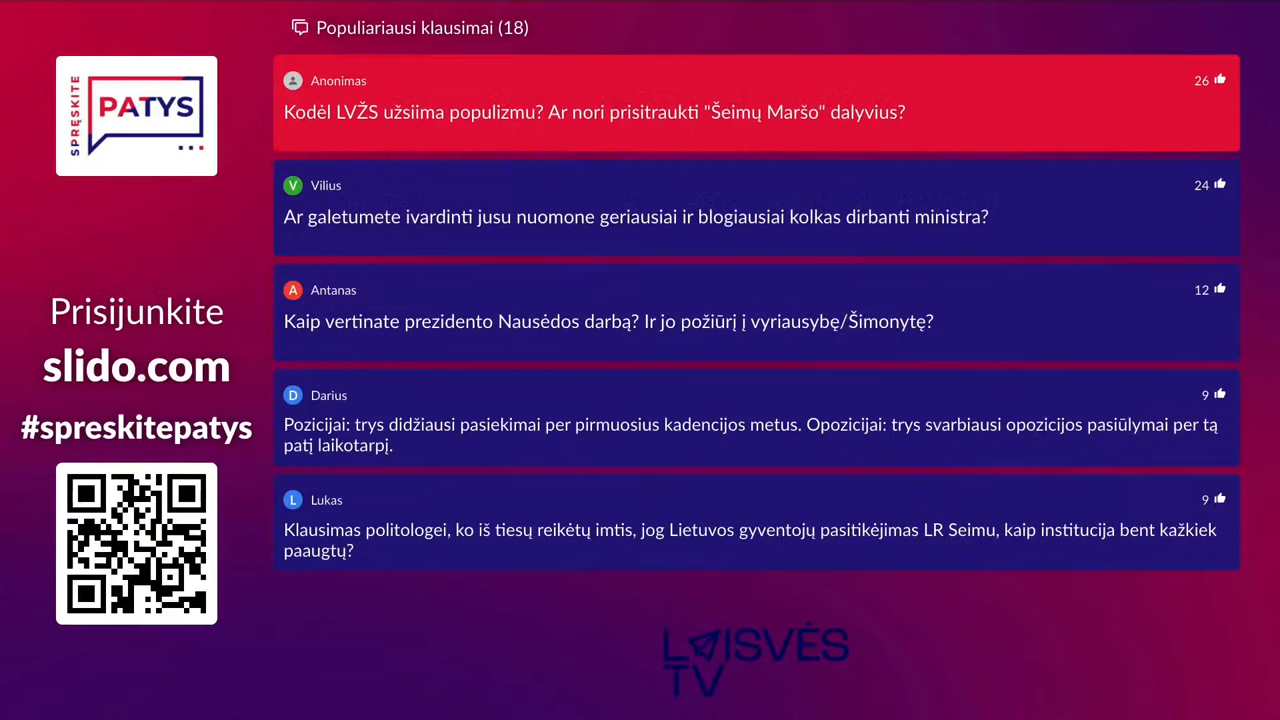 Populiariausi klausimai (18)
SPRĘSKITE
PATYS
Anonimas
26
Kodėl LVŽS užsiima populizmu? Ar nori prisitraukti "Šeimų Maršo" dalyvius?
Vilius
24
V
Ar galetumete ivardinti jusu nuomone geriausiai ir blogiausiai kolkas dirbanti ministra?
A
Antanas
12
Kaip vertinate prezidento Nausėdos darbą? Ir jo požiūrį į vyriausybę/Šimonytę?
D
Darius
9
Pozicijai: trys didžiausi pasiekimai per pirmuosius kadencijos metus. Opozicijai: trys svarbiausi opozicijos pasiūlymai per tą
patį laikotarpį.
L
Lukas
9
Klausimas politologei, ko iš tiesų reikėtų imtis, jog Lietuvos gyventojų pasitikėjimas LR Seimu, kaip institucija bent kažkiek
paaugtų?
Prisijunkite
slido.com
#spreskitepatys
LAISVĖS
TV